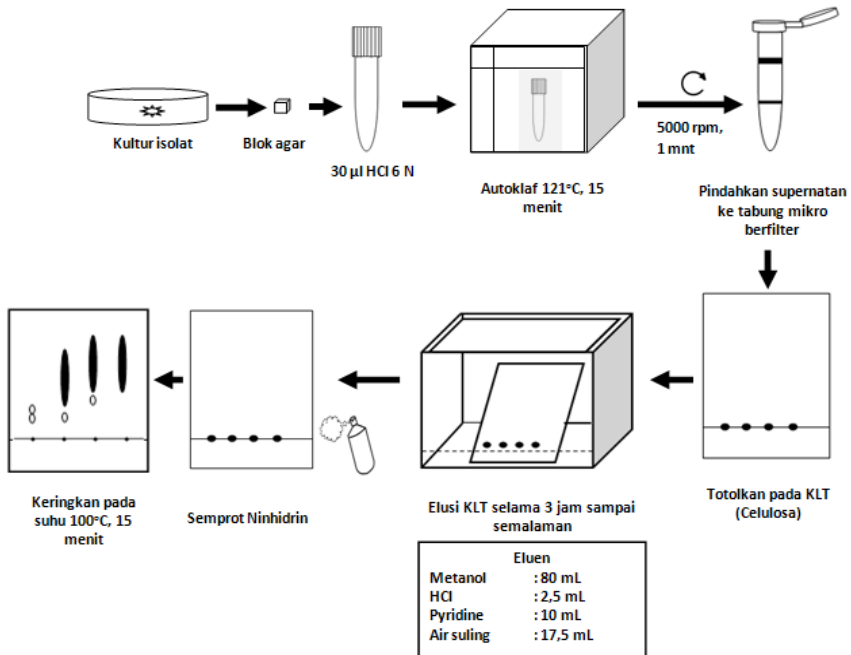 Kultur isolat
Blok agar
30 µl HCl 6 N
Autoklaf 121°C, 15
menit
5000 rpm,
1 mnt
Pindahkan supernatan
ke tabung mikro
berfilter
Totolkan pada KLT
(Celulosa)
Elusi KLT selama 3 jam sampai
semalaman
Eluen
Metanol : 80 mL
HCl : 2,5 mL
Pyridine : 10 mL
Air suling : 17,5 mL
Semprot Ninhidrin
Keringkan pada
suhu 100°C, 15
menit